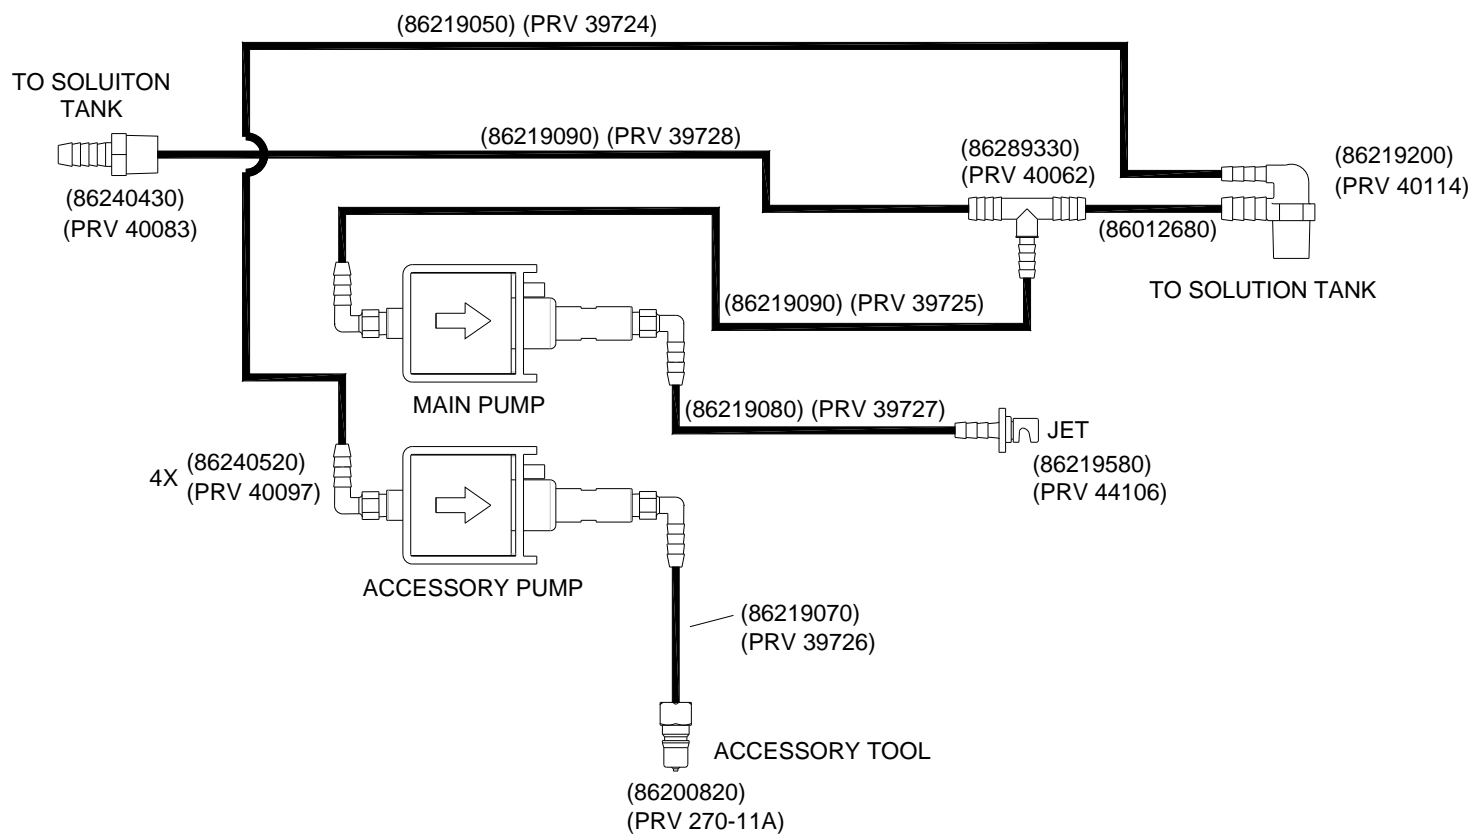 (86219050) (PRV 39724)
TO SOLUITON
TANK
(86219090) (PRV 39728)
(86289330)
(PRV 40062)
(86219200)
(PRV 40114)
(86240430)
(PRV 40083)
(86012680)
TO SOLUTION TANK
(86219090) (PRV 39725)
MAIN PUMP
(86219080) (PRV 39727)
JET
(86219580)
(PRV 44106)
4X (86240520)
(PRV 40097)
ACCESSORY PUMP
(86219070)
(PRV 39726)
ACCESSORY TOOL
(86200820)
(PRV 270-11A)